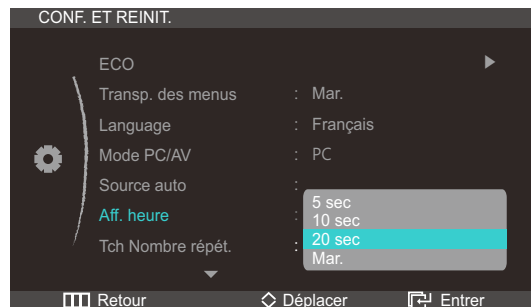 CONF. ET REINIT.
ECO
Transp. des menus : Mar.
Language : Français
Mode PC/AV : PC
Source auto :
Aff. heure :
5 sec
10 sec
20 sec
Mar.
Tch Nombre répét. :
Retour Déplacer Entrer